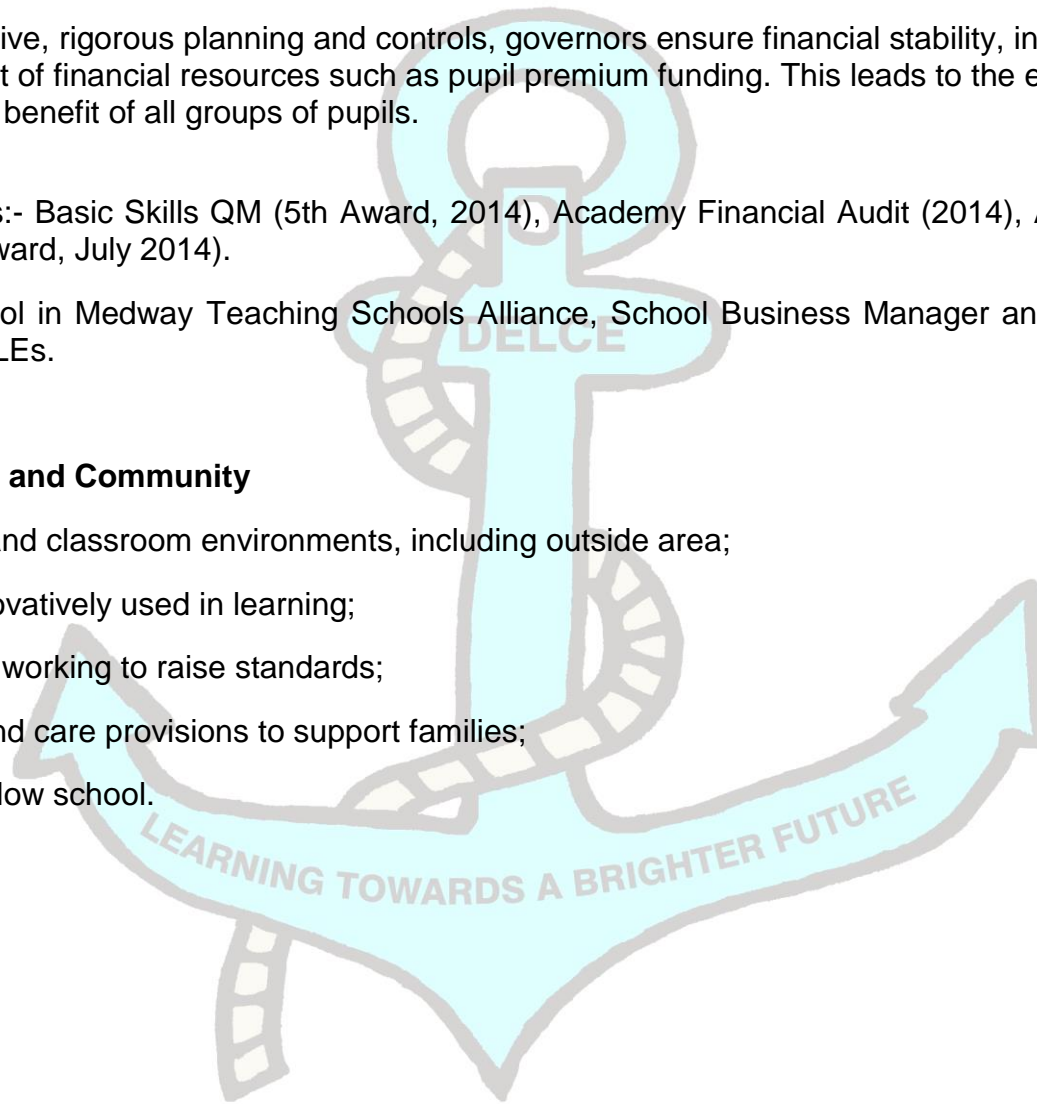 ive, rigorous planning and controls, governors ensure financial stability, in
t of financial resources such as pupil premium funding. This leads to the e
benefit of all groups of pupils.
s:- Basic Skills QM (5th Award, 2014), Academy Financial Audit (2014), A
ward, July 2014).
ol in Medway Teaching Schools Alliance, School Business Manager an
LEs.
DELCE
and Community
and classroom environments, including outside area;
ovatively used in learning;
working to raise standards;
nd care provisions to support families;
low school.
LEARNING TOWARDS A BRIGHTER FUTURE